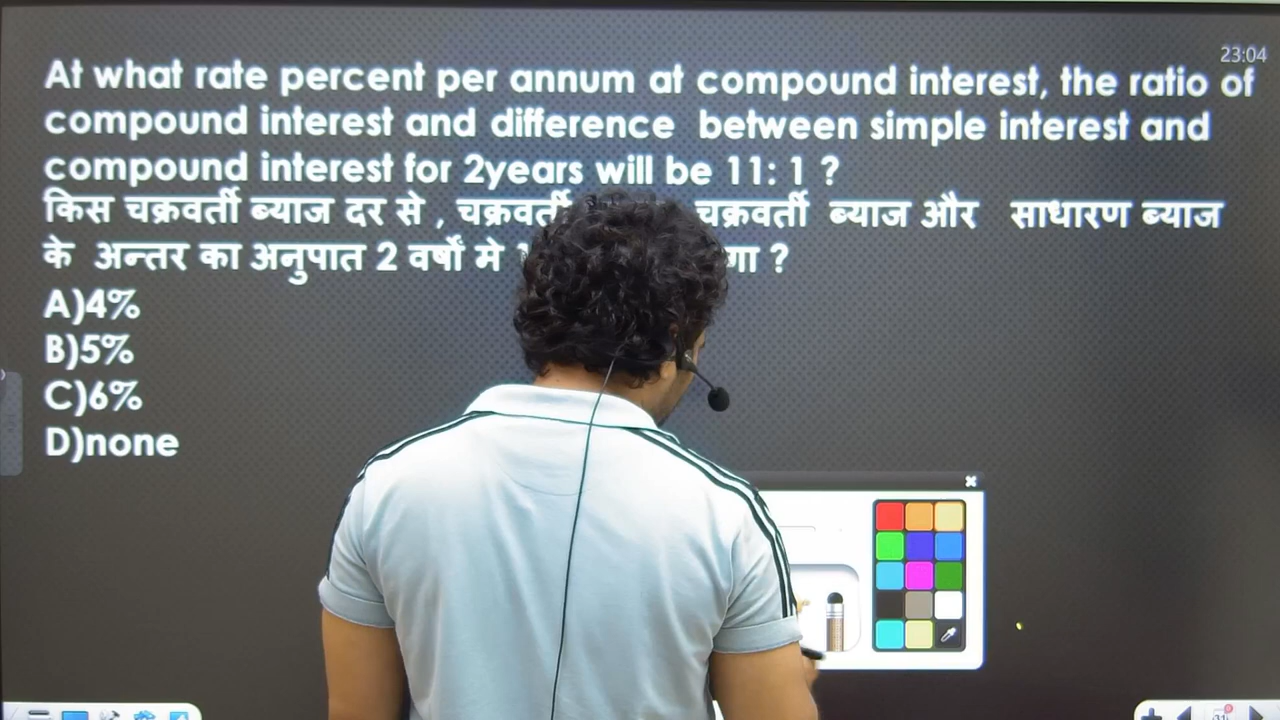 23:04
At what rate percent per annum at compound interest, the ratio of
compound interest and difference between simple interest and
compound interest for 2years will be 11: 1 ?
किस चक्रवर्ती ब्याज दर से , चक्रवर्ती ब्याज और साधारण ब्याज
के अन्तर का अनुपात 2 वर्षों मे ?
A)4%
B)5%
C)6%
D)none